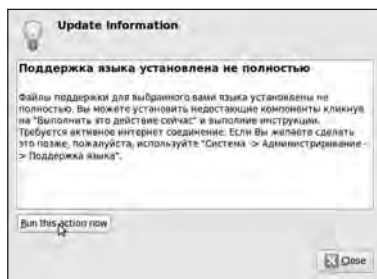 Update Information
Поддержка языка установлена не полностью
Файлы поддержки для выбранного вами языка установлены не
полностью. Вы можете установить недостающие компоненты кликнув
на "Выполнить это действие сейчас" и выполнив инструкции.
Требуется активное интернет соединение. Если Вы желаете сделать
это позже, пожалуйста, используйте "Система -> Администрирование -
> Поддержка языка".
Run this action now
Close